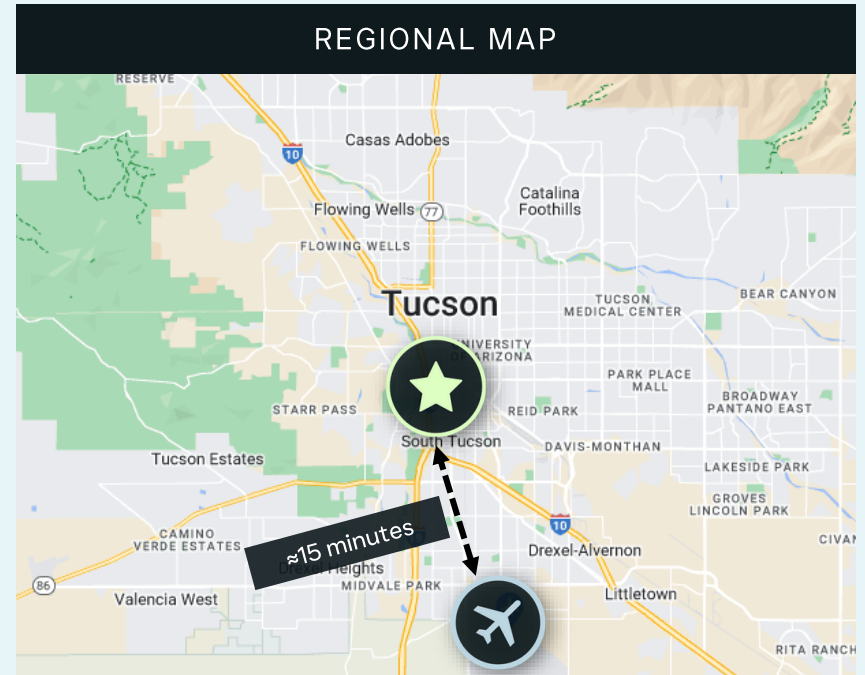 REGIONAL MAP
RESERVE
Casas Adobes
10
Catalina
Foothills
Flowing Wells
77
FLOWING WELLS
Tucson
TUCSON
MEDICAL CENTER
BEAR CANYON
UNIVERSITY
OF ARIZONA
PARK PLACE
MALL
BROADWAY
PANTANO EAST
STARR PASS
REID PARK
South Tucson
DAVIS-MONTHAN
Tucson Estates
LAKESIDE PARK
GROVES
LINCOLN PARK
≈15 minutes
10
CAMINO
VERDE ESTATES
CIVAN
Drexel-Alvernon
Drexel Heights
86
MIDVALE PARK
Valencia West
Littletown
RITA RANCH